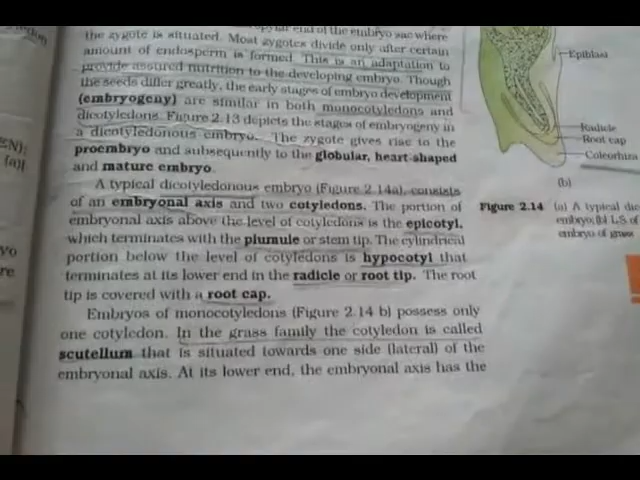 end of the embryo sac where
the zygote is situated. Most zygotes divide only after certain
amount of endosperm is formed. This is an adaptation to
provide assured nutrition to the developing embryo. Though
the seeds differ greatly, the early stages of embryo development
(embryogeny) are similar in both monocotyledons and
dicotyledons. Figure 2.13 depicts the stages of embryogeny in
a dicotyledonous embryo. The zygote gives rise to the
proembryo and subsequently to the globular, heart-shaped
and mature embryo.
A typical dicotyledonous embryo (Figure 2.14a), consists
of an embryonal axis and two cotyledons. The portion of
embryonal axis above the level of cotyledons is the epicotyl,
which terminates with the plumule or stem tip. The cylindrical
portion below the level of cotyledons is hypocotyl that
terminates at its lower end in the radicle or root tip. The root
tip is covered with a root cap.
Embryos of monocotyledons (Figure 2.14 b) possess only
one cotyledon. In the grass family the cotyledon is called
scutellum that is situated towards one side (lateral) of the
embryonal axis. At its lower end, the embryonal axis has the
Epiblast
Radicle
Root cap
Coleorhiza
(b)
Figure 2.14 (a) A typical dic
embryo; (b) L.S. of
embryo of grass
(a)